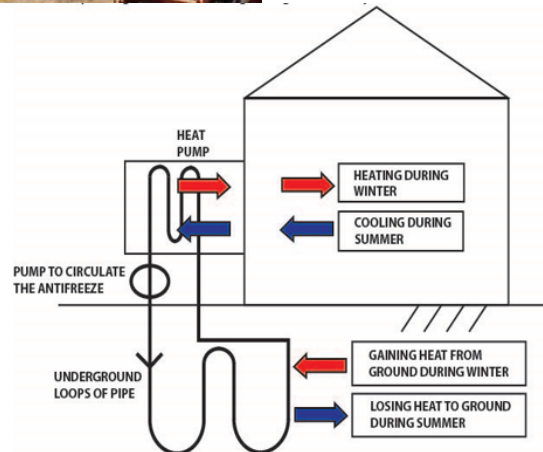 HEAT
PUMP
HEATING DURING
WINTER
COOLING DURING
SUMMER
PUMP TO CIRCULATE
THE ANTIFREEZE
GAINING HEAT FROM
GROUND DURING WINTER
UNDERGROUND
LOOPS OF PIPE
LOSING HEAT TO GROUND
DURING SUMMER